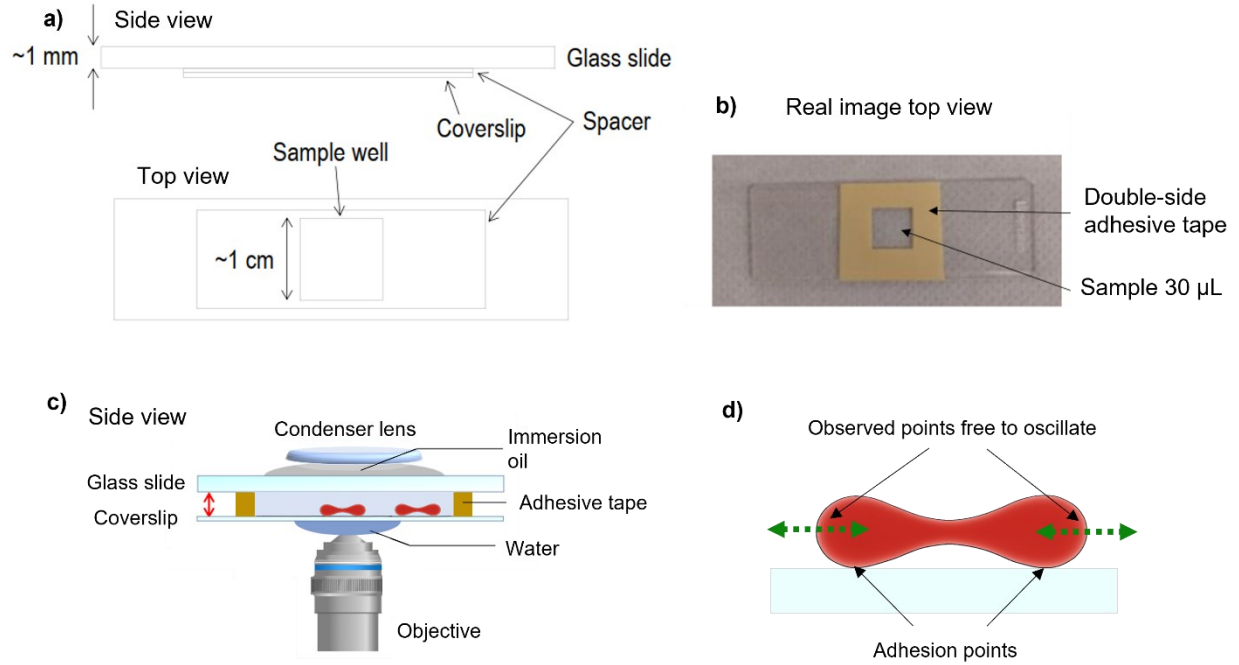 a)
Side view
~1 mm
Glass slide
Coverslip
Spacer
Sample well
Top view
~1 cm
b)
Real image top view
Double-side
adhesive tape
Sample 30 µL
c)
Side view
Condenser lens
Immersion
oil
Glass slide
Adhesive tape
Coverslip
Water
Objective
d)
Observed points free to oscillate
Adhesion points